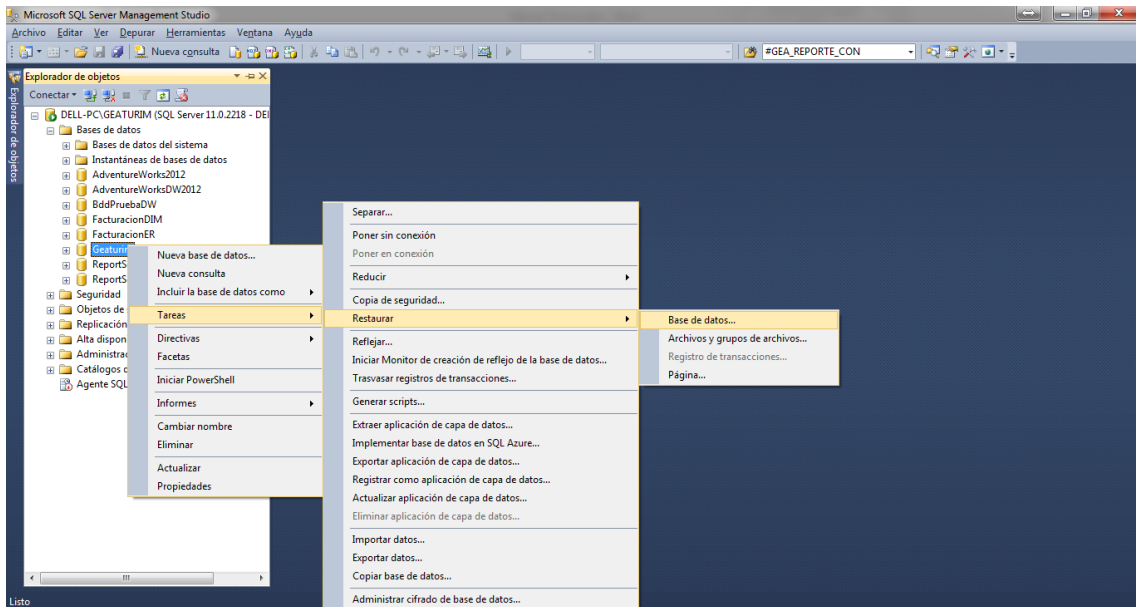 Microsoft SQL Server Management Studio
Archivo Editar Ver Depurar Herramientas Ventana Ayuda
Nueva consulta
#GEA_REPORTE_CON
Explorador de objetos
Explorador de objetos
Conectar
DELL-PC\GEATURIM (SQL Server 11.0.2218 - DEL
Bases de datos
Bases de datos del sistema
Instantáneas de bases de datos
AdventureWorks2012
AdventureWorksDW2012
BddPruebaDW
FacturacionDIM
FacturacionER
Geaturim
ReportS
ReportS
Seguridad
Objetos de
Replicación
Alta dispon
Administrac
Catálogos d
Agente SQL
Nueva base de datos...
Nueva consulta
Incluir la base de datos como
Tareas
Directivas
Facetas
Iniciar PowerShell
Informes
Cambiar nombre
Eliminar
Actualizar
Propiedades
Separar...
Poner sin conexión
Poner en conexión
Reducir
Copia de seguridad...
Restaurar
Reflejar...
Iniciar Monitor de creación de reflejo de la base de datos...
Trasvasar registros de transacciones...
Generar scripts...
Extraer aplicación de capa de datos...
Implementar base de datos en SQL Azure...
Exportar aplicación de capa de datos...
Registrar como aplicación de capa de datos...
Actualizar aplicación de capa de datos...
Eliminar aplicación de capa de datos...
Importar datos...
Exportar datos...
Copiar base de datos...
Administrar cifrado de base de datos...
Base de datos...
Archivos y grupos de archivos...
Registro de transacciones...
Página...
Listo